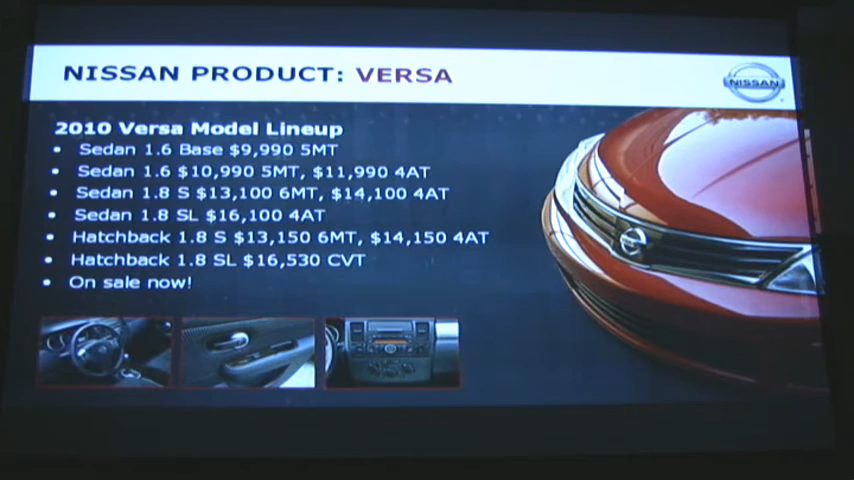 NISSAN PRODUCT: VERSA
NISSAN
2010 Versa Model Lineup
• Sedan 1.6 Base $9,990 5MT
• Sedan 1.6 $10,990 5MT, $11,990 4AT
• Sedan 1.8 S $13,100 6MT, $14,100 4AT
• Sedan 1.8 SL $16,100 4AT
• Hatchback 1.8 S $13,150 6MT, $14,150 4AT
• Hatchback 1.8 SL $16,530 CVT
• On sale now!